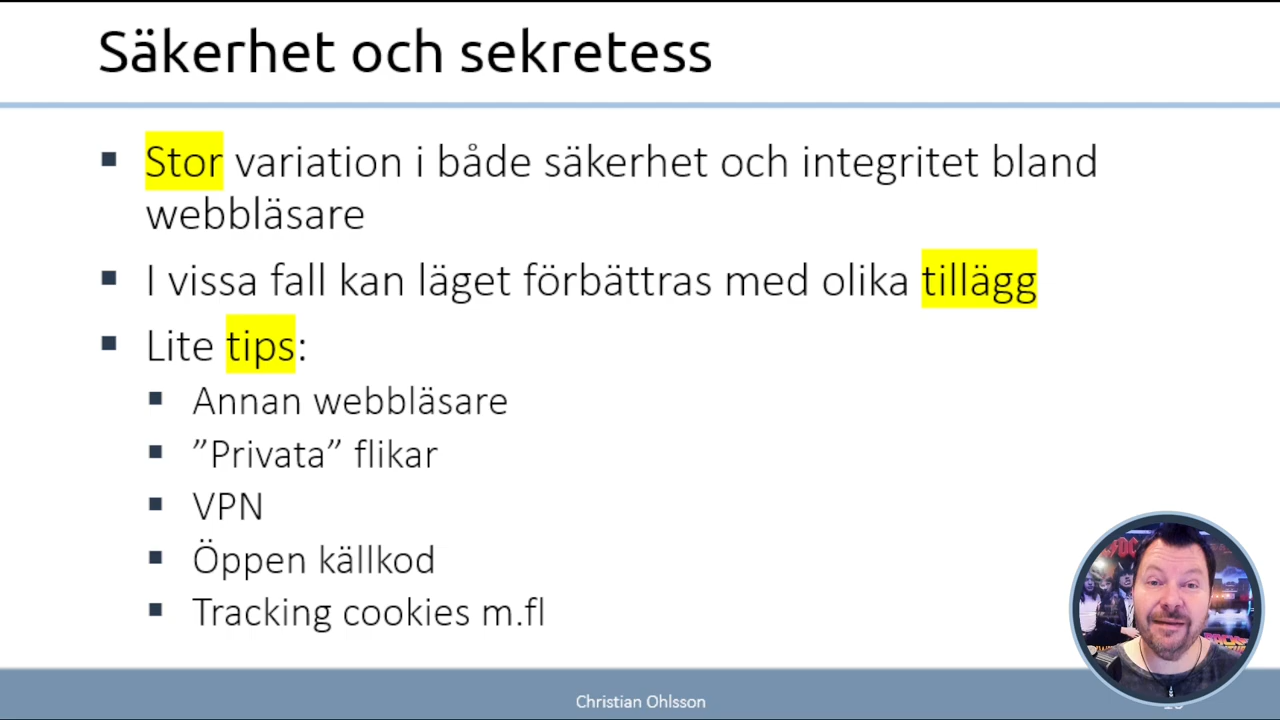 Säkerhet och sekretess
Stor variation i både säkerhet och integritet bland
webbläsare
I vissa fall kan läget förbättras med olika tillägg
Lite tips:
Annan webbläsare
”Privata” flikar
VPN
Öppen källkod
Tracking cookies m.fl
Christian Ohlsson